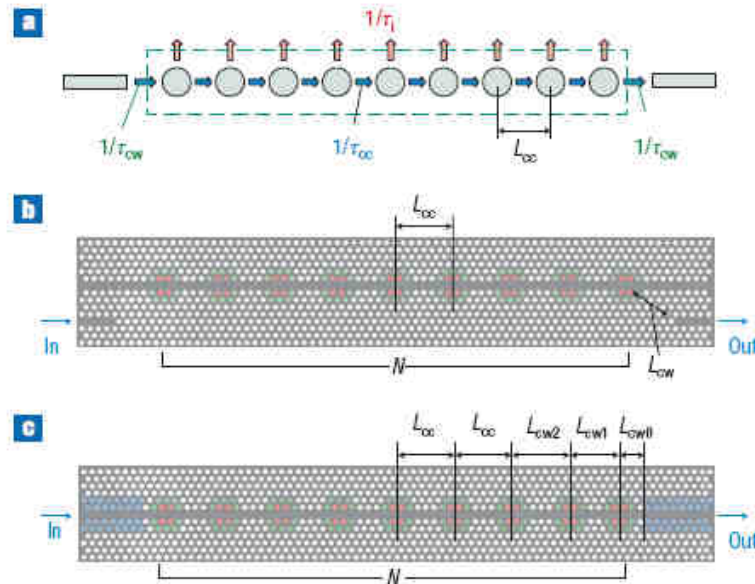 a
1/τi
1/τcw
1/τcc
Lcc
1/τcw
b
Lcc
In
Out
Lcw
N
c
Lcc
Lcc
Lcw2
Lcw1
Lcw0
In
Out
N